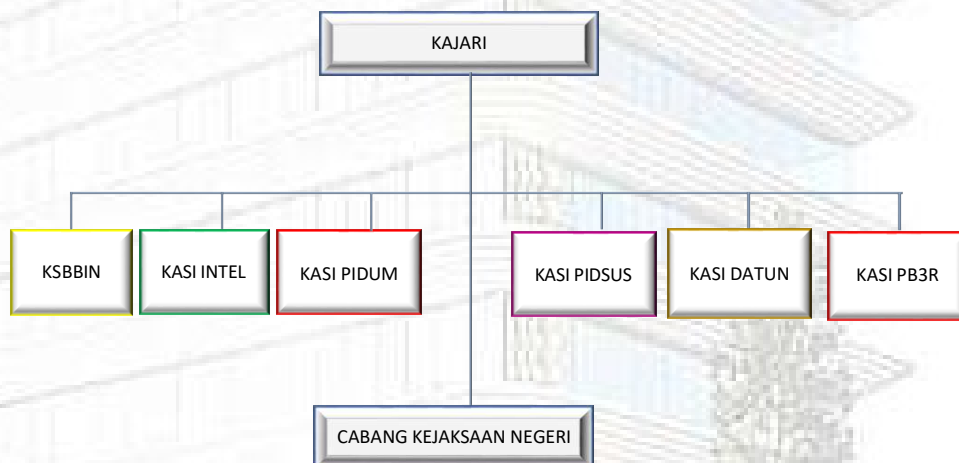 KAJARI
KSBBIN
KASI INTEL
KASI PIDUM
KASI PIDSUS
KASI DATUN
KASI PB3R
CABANG KEJAKSAAN NEGERI